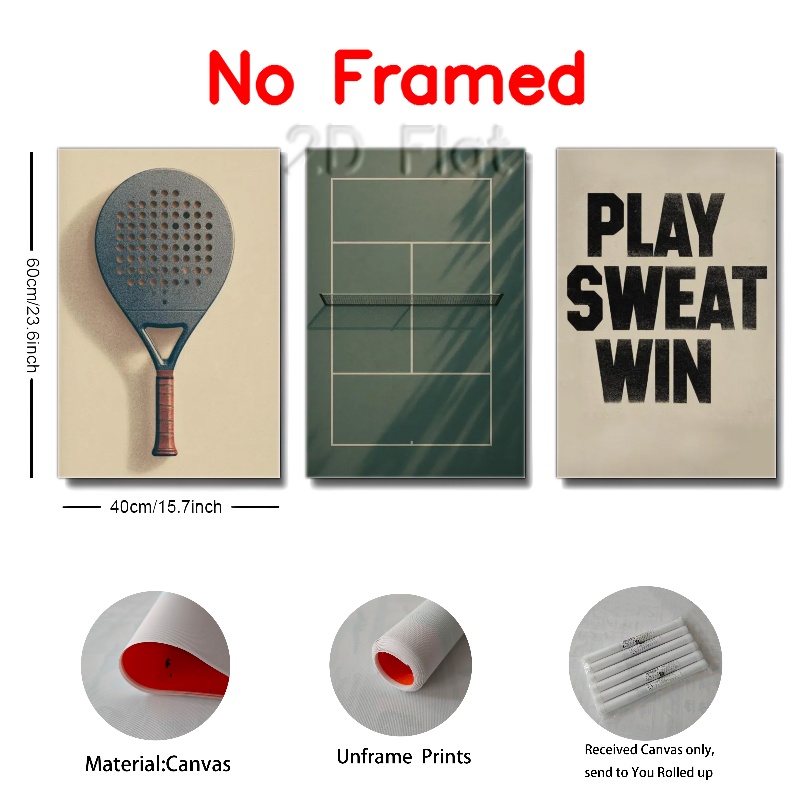 No Framed
2D Flat
60cm/23.6inch
PLAY
SWEAT
WIN
40cm/15.7inch
Material:Canvas
Unframe Prints
Received Canvas only,
send to You Rolled up